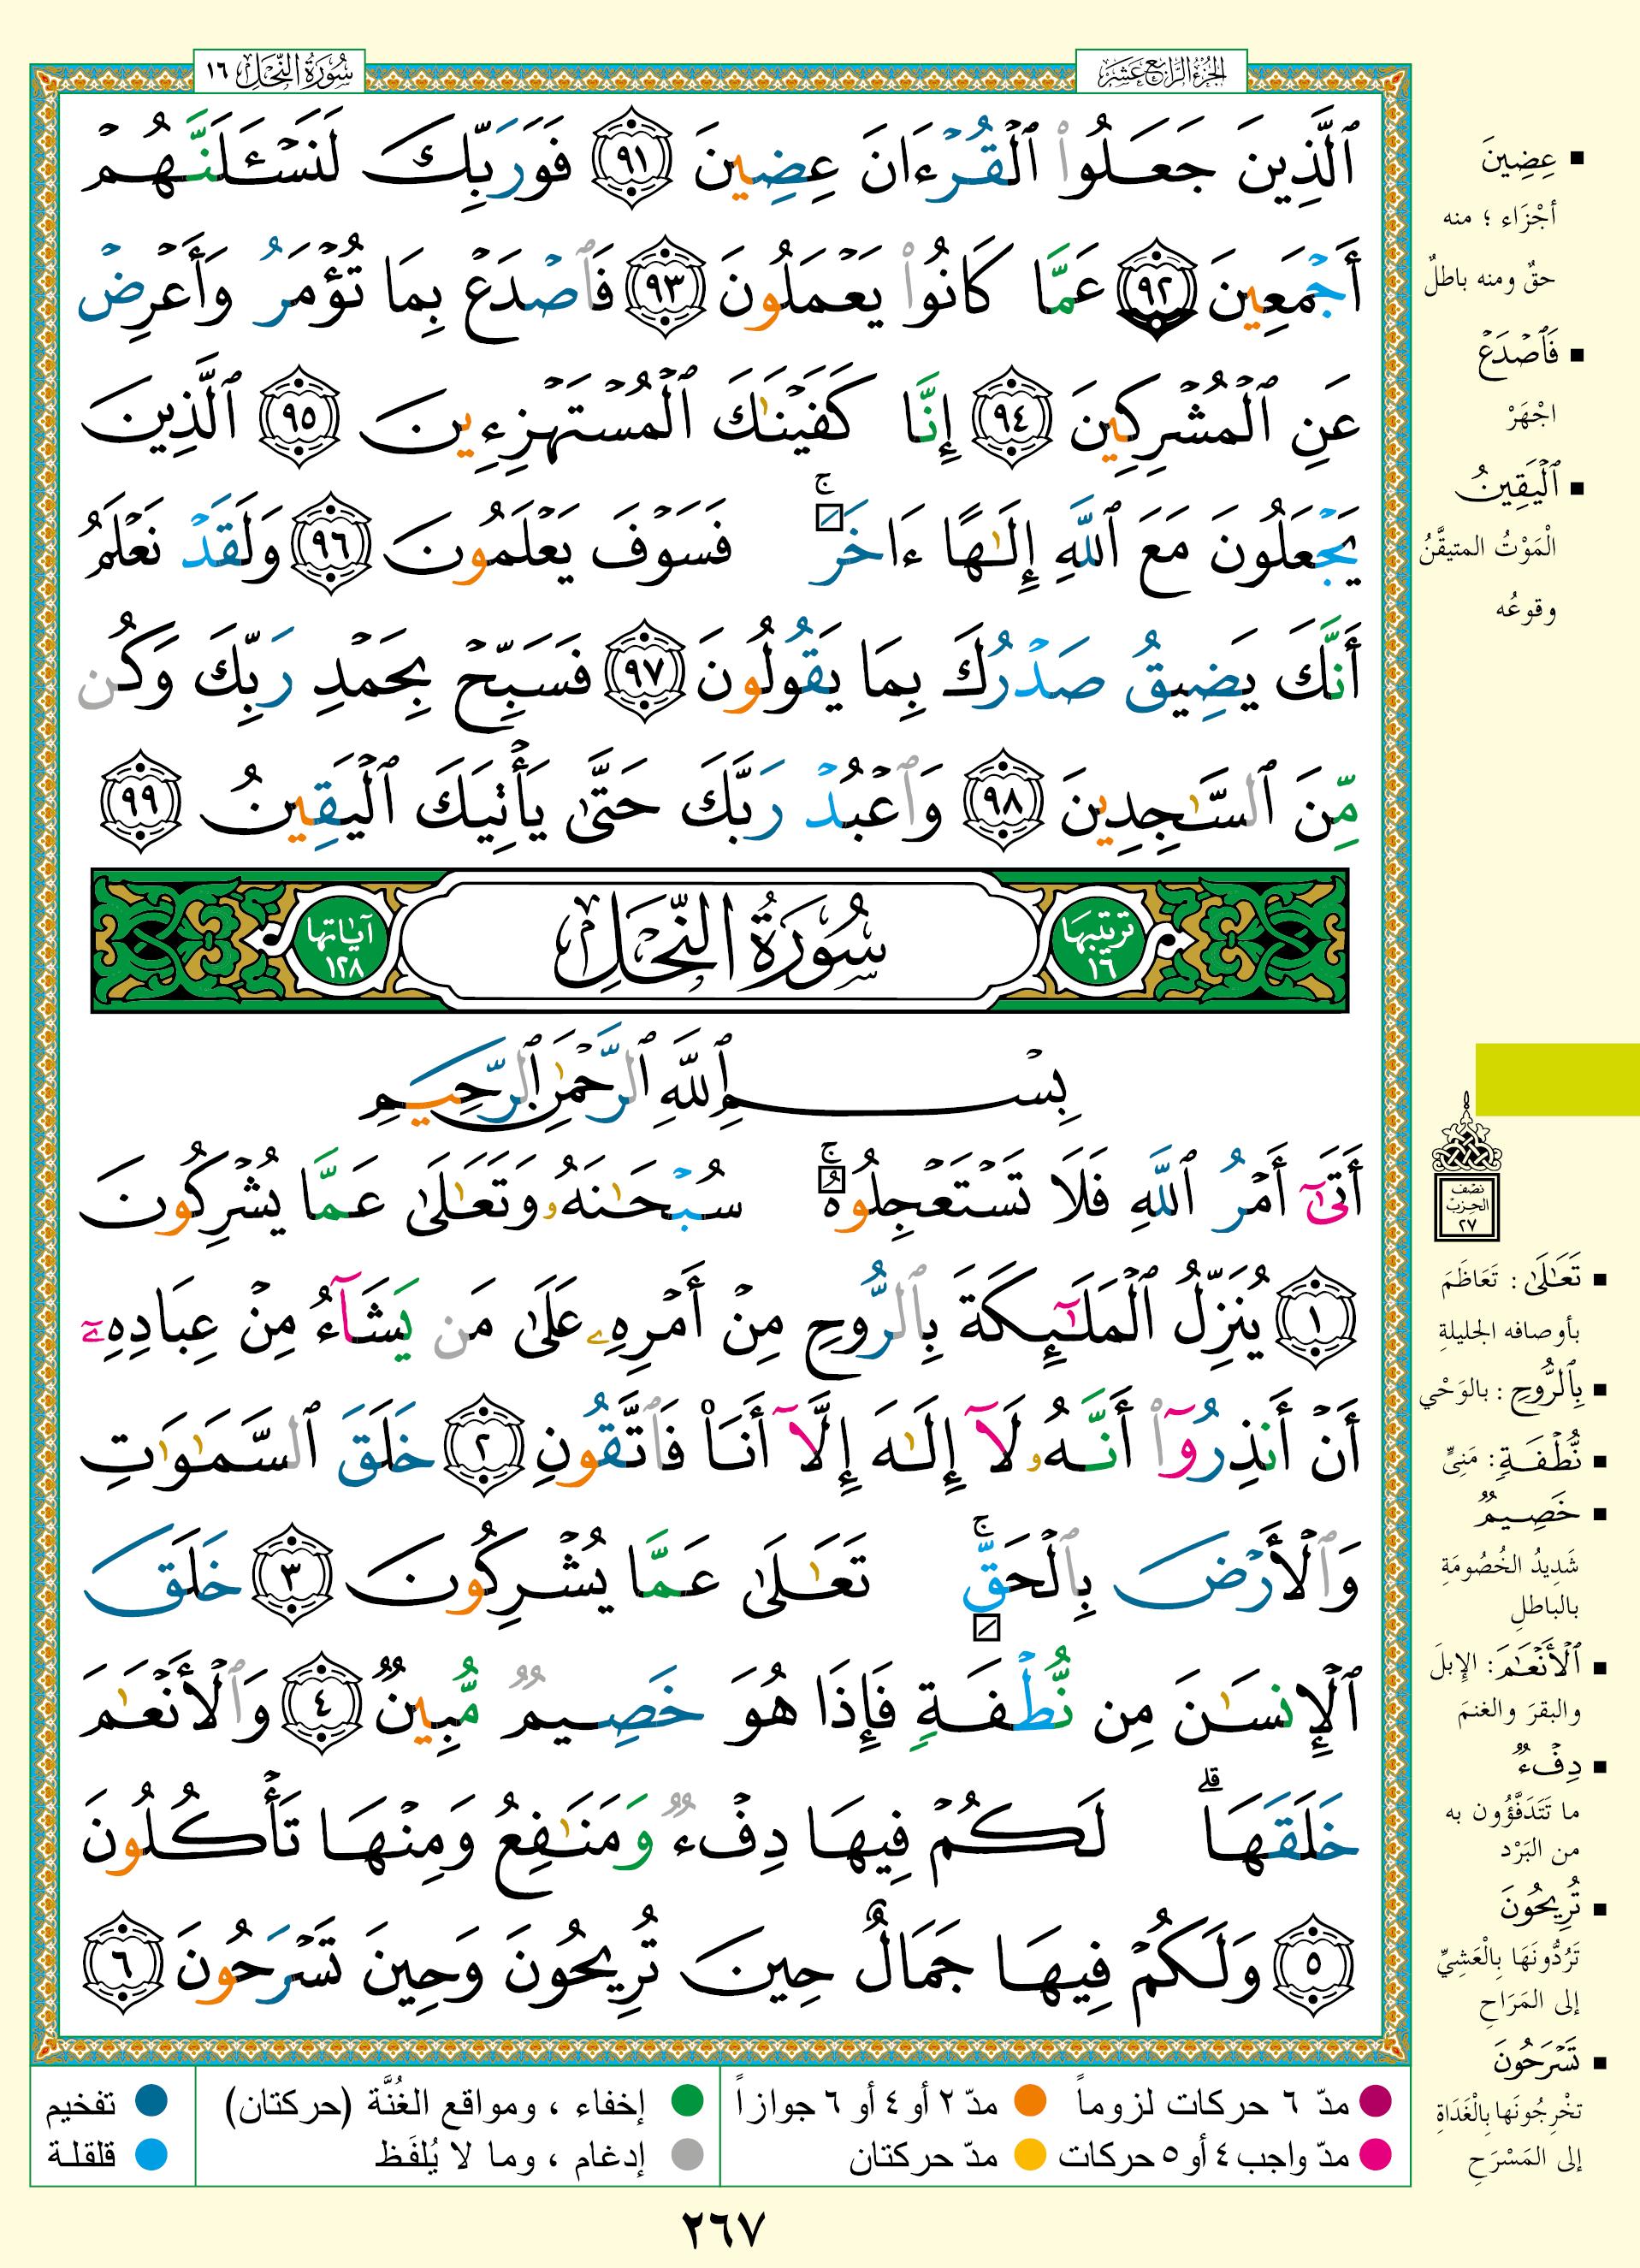 الجزء الرابع عشر
سورة النحل ١٦
ٱلَّذِينَ جَعَلُوا۟ ٱلْقُرْءَانَ عِضِينَ ٩١ فَوَرَبِّكَ لَنَسْـَٔلَنَّهُمْ
أَجْمَعِينَ ٩٢ عَمَّا كَانُوا۟ يَعْمَلُونَ ٩٣ فَٱصْدَعْ بِمَا تُؤْمَرُ وَأَعْرِضْ
عَنِ ٱلْمُشْرِكِينَ ٩٤ إِنَّا كَفَيْنَـٰكَ ٱلْمُسْتَهْزِءِينَ ٩٥ ٱلَّذِينَ
يَجْعَلُونَ مَعَ ٱللَّهِ إِلَـٰهًا ءَاخَرَ ۚ فَسَوْفَ يَعْلَمُونَ ٩٦ وَلَقَدْ نَعْلَمُ
أَنَّكَ يَضِيقُ صَدْرُكَ بِمَا يَقُولُونَ ٩٧ فَسَبِّحْ بِحَمْدِ رَبِّكَ وَكُن
مِّنَ ٱلسَّـٰجِدِينَ ٩٨ وَٱعْبُدْ رَبَّكَ حَتَّىٰ يَأْتِيَكَ ٱلْيَقِينُ ٩٩
ترتيبها ١٦ سُورَةُ النَّحْلِ آياتها ١٢٨
بِسْمِ ٱللَّهِ ٱلرَّحْمَـٰنِ ٱلرَّحِيمِ
أَتَىٰٓ أَمْرُ ٱللَّهِ فَلَا تَسْتَعْجِلُوهُ ۚ سُبْحَـٰنَهُۥ وَتَعَـٰلَىٰ عَمَّا يُشْرِكُونَ
١ يُنَزِّلُ ٱلْمَلَـٰٓئِكَةَ بِٱلرُّوحِ مِنْ أَمْرِهِۦ عَلَىٰ مَن يَشَآءُ مِنْ عِبَادِهِۦٓ
أَنْ أَنذِرُوٓا۟ أَنَّهُۥ لَآ إِلَـٰهَ إِلَّآ أَنَا۠ فَٱتَّقُونِ ٢ خَلَقَ ٱلسَّمَـٰوَٰتِ
وَٱلْأَرْضَ بِٱلْحَقِّ ۚ تَعَـٰلَىٰ عَمَّا يُشْرِكُونَ ٣ خَلَقَ
ٱلْإِنسَـٰنَ مِن نُّطْفَةٍ فَإِذَا هُوَ خَصِيمٌ مُّبِينٌ ٤ وَٱلْأَنْعَـٰمَ
خَلَقَهَا ۗ لَكُمْ فِيهَا دِفْءٌ وَمَنَـٰفِعُ وَمِنْهَا تَأْكُلُونَ
٥ وَلَكُمْ فِيهَا جَمَالٌ حِينَ تُرِيحُونَ وَحِينَ تَسْرَحُونَ ٦
■ عِضِينَ
أجْزَاء ؛ منه
حقٌ ومنه باطلٌ
■ فَٱصْدَعْ
اجْهَرْ
■ ٱلْيَقِينُ
الْمَوْتُ المتيقَّنُ
وقوعُه
نصف
الحزب
٢٧
■ تَعَـٰلَىٰ : تَعَاظَمَ
بأوصافه الجليلةِ
■ بِٱلرُّوحِ : بالوَحْيِ
■ نُّطْفَةٍ : مَنِيٍّ
■ خَصِيمٌ
شَدِيدُ الخُصُومَةِ
بالباطلِ
■ ٱلْأَنْعَـٰمَ : الإبلَ
والبقرَ والغنمَ
■ دِفْءٌ
ما تَتَدَفَّؤُون به
من البَرْد
■ تُرِيحُونَ
تَرُدُّونَهَا بِالْعَشِيِّ
إلى المَرَاحِ
■ تَسْرَحُونَ
تخْرِجُونَها بِالْغَدَاةِ
إلى المَسْرَحِ
مدّ ٦ حركات لزوماً مدّ ٢ أو ٤ أو ٦ جوازاً إخفاء ، ومواقع الغُنَّة (حركتان) تفخيم
مدّ واجب ٤ أو ٥ حركات مدّ حركتان إدغام ، وما لا يُلفَظ قلقلة
٢٦٧